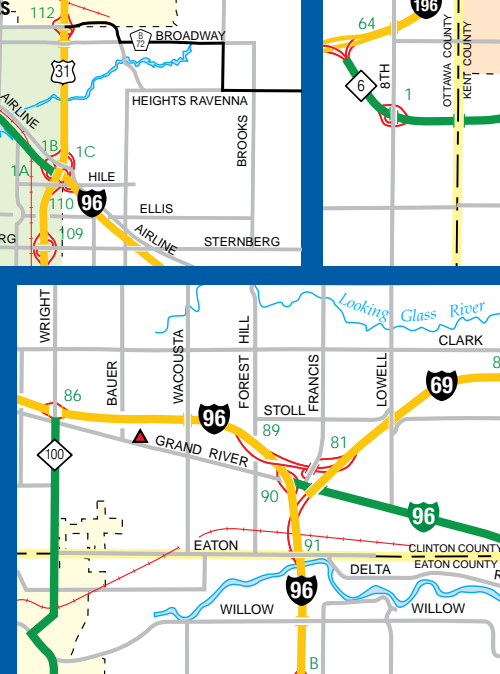 S
112
B
72
BROADWAY
31
HEIGHTS RAVENNA
AIRLINE
BROOKS
1B
1C
1A
HILE
96
110
ELLIS
109
AIRLINE
RG
STERNBERG
196
64
8TH
6
1
OTTAWA COUNTY
KENT COUNTY
Looking Glass River
WRIGHT
BAUER
WACOUSTA
FOREST HILL
FRANCIS
LOWELL
CLARK
8
69
86
96
STOLL
89
81
100
GRAND RIVER
90
96
EATON
91
CLINTON COUNTY
EATON COUNTY
DELTA
R
96
WILLOW
WILLOW
B